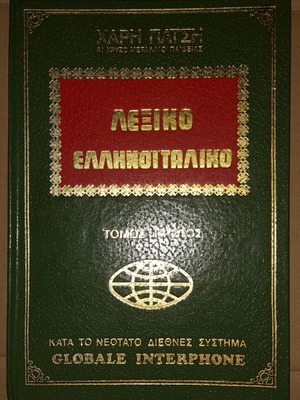 ΧΑΡΗ ΠΑΤΣΗ
ΛΕΞΙΚΟ
ΕΛΛΗΝΟΙΤΑΛΙΚΟ
ΤΟΜΟΣ
ΚΑΤΑ ΤΟ ΝΕΟΤΑΤΟ ΔΙΕΘΝΕΣ ΣΥΣΤΗΜΑ
GLOBALE INTERPHONE